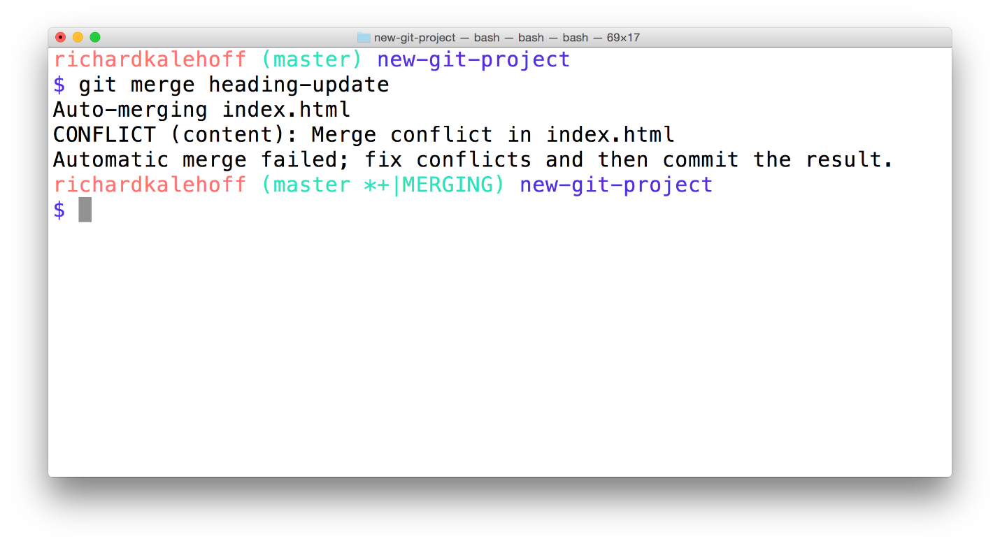 new-git-project — bash — bash — bash — 69×17
richardkalehoff (master) new-git-project
$ git merge heading-update
Auto-merging index.html
CONFLICT (content): Merge conflict in index.html
Automatic merge failed; fix conflicts and then commit the result.
richardkalehoff (master *+|MERGING) new-git-project
$